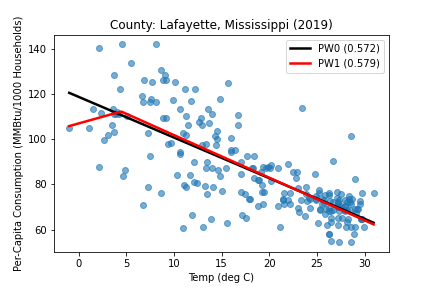 County: Lafayette, Mississippi (2019)
Per-Capita Consumption (MMBtu/1000 Households)
140
120
100
80
60
PW0 (0.572)
PW1 (0.579)
0 5 10 15 20 25 30
Temp (deg C)